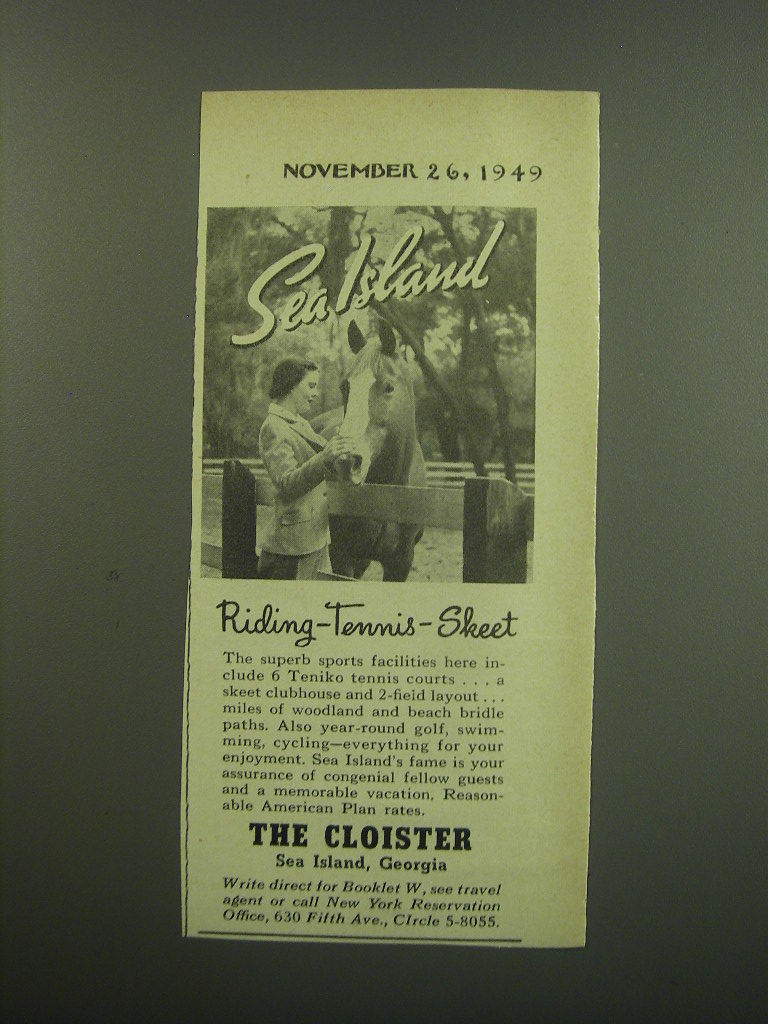 NOVEMBER 26, 1949
Sea Island
Riding-Tennis-Skeet
The superb sports facilities here in-
clude 6 Teniko tennis courts . . . a
skeet clubhouse and 2-field layout . . .
miles of woodland and beach bridle
paths. Also year-round golf, swim-
ming, cycling—everything for your
enjoyment. Sea Island's fame is your
assurance of congenial fellow guests
and a memorable vacation. Reason-
able American Plan rates.
THE CLOISTER
Sea Island, Georgia
Write direct for Booklet W, see travel
agent or call New York Reservation
Office, 630 Fifth Ave., CIrcle 5-8055.